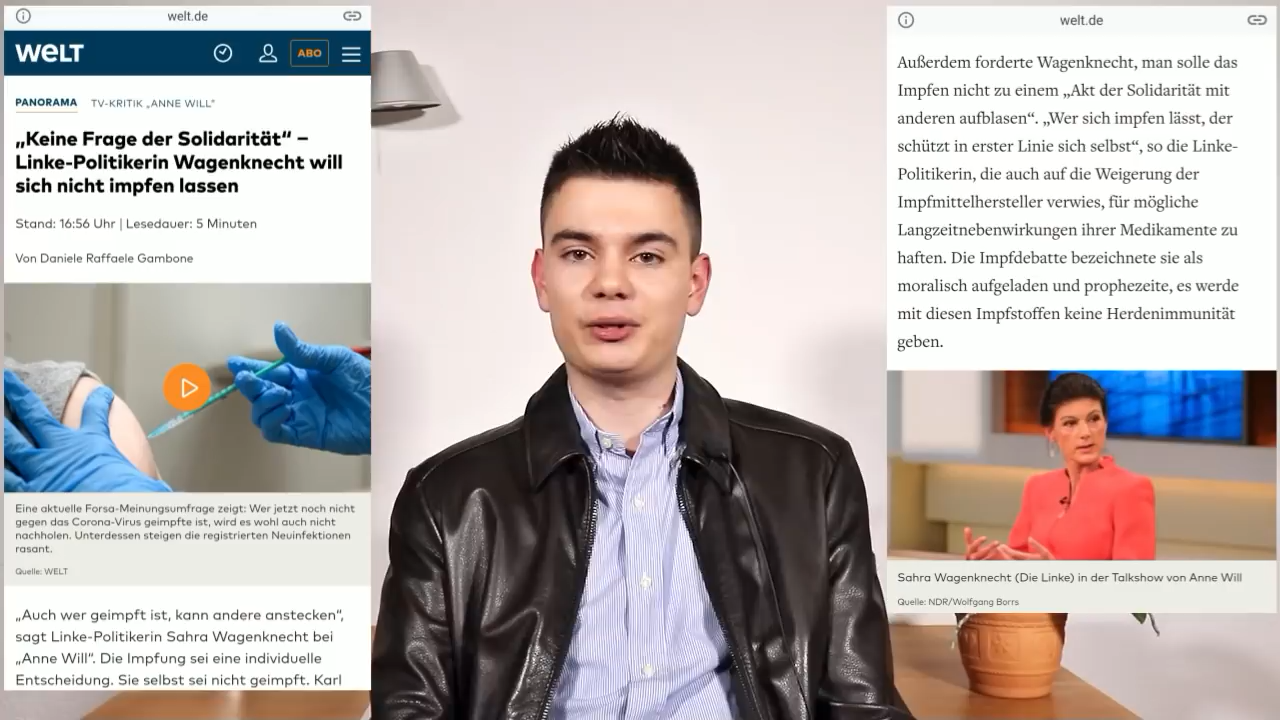 welt.de
WELT
ABO
PANORAMA TV-KRITIK „ANNE WILL“
„Keine Frage der Solidarität“ –
Linke-Politikerin Wagenknecht will
sich nicht impfen lassen
Stand: 16:56 Uhr | Lesedauer: 5 Minuten
Von Daniele Raffaele Gambone
Eine aktuelle Forsa-Meinungsumfrage zeigt: Wer jetzt noch nicht
gegen das Corona-Virus geimpfte ist, wird es wohl auch nicht
nachholen. Unterdessen steigen die registrierten Neuinfektionen
rasant.
Quelle: WELT
„Auch wer geimpft ist, kann andere anstecken“,
sagt Linke-Politikerin Sahra Wagenknecht bei
„Anne Will“. Die Impfung sei eine individuelle
Entscheidung. Sie selbst sei nicht geimpft. Karl
welt.de
Außerdem forderte Wagenknecht, man solle das
Impfen nicht zu einem „Akt der Solidarität mit
anderen aufblasen“. „Wer sich impfen lässt, der
schützt in erster Linie sich selbst“, so die Linke-
Politikerin, die auch auf die Weigerung der
Impfmittelhersteller verwies, für mögliche
Langzeitnebenwirkungen ihrer Medikamente zu
haften. Die Impfdebatte bezeichnete sie als
moralisch aufgeladen und prophezeite, es werde
mit diesen Impfstoffen keine Herdenimmunität
geben.
Sahra Wagenknecht (Die Linke) in der Talkshow von Anne Will
Quelle: NDR/Wolfgang Borrs